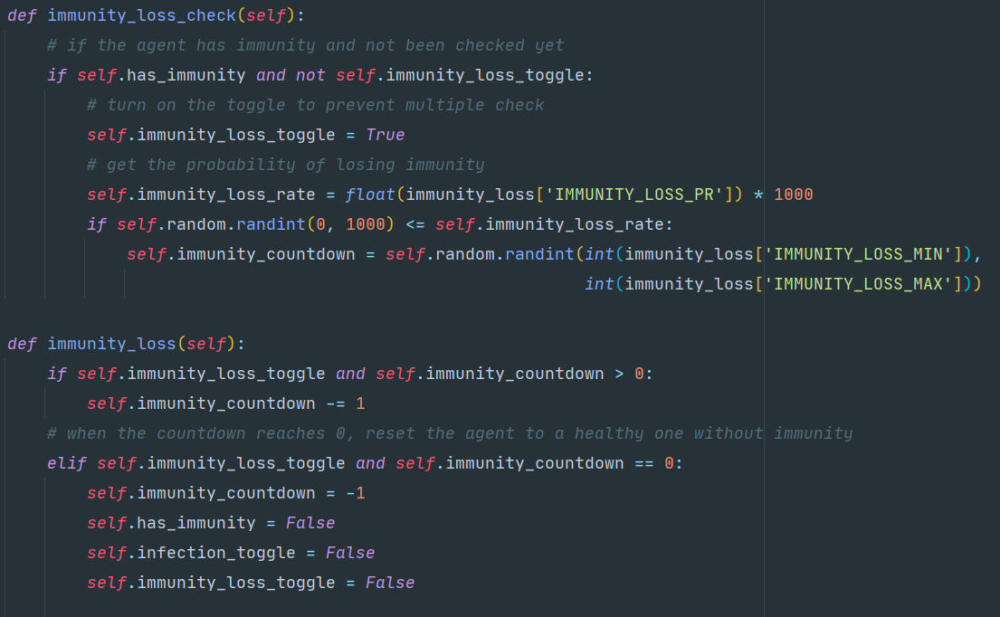 def immunity_loss_check(self):
    # if the agent has immunity and not been checked yet
    if self.has_immunity and not self.immunity_loss_toggle:
        # turn on the toggle to prevent multiple check
        self.immunity_loss_toggle = True
        # get the probability of losing immunity
        self.immunity_loss_rate = float(immunity_loss['IMMUNITY_LOSS_PR']) * 1000
        if self.random.randint(0, 1000) <= self.immunity_loss_rate:
            self.immunity_countdown = self.random.randint(int(immunity_loss['IMMUNITY_LOSS_MIN']),
                                                          int(immunity_loss['IMMUNITY_LOSS_MAX']))
def immunity_loss(self):
    if self.immunity_loss_toggle and self.immunity_countdown > 0:
        self.immunity_countdown -= 1
    # when the countdown reaches 0, reset the agent to a healthy one without immunity
    elif self.immunity_loss_toggle and self.immunity_countdown == 0:
        self.immunity_countdown = -1
        self.has_immunity = False
        self.infection_toggle = False
        self.immunity_loss_toggle = False